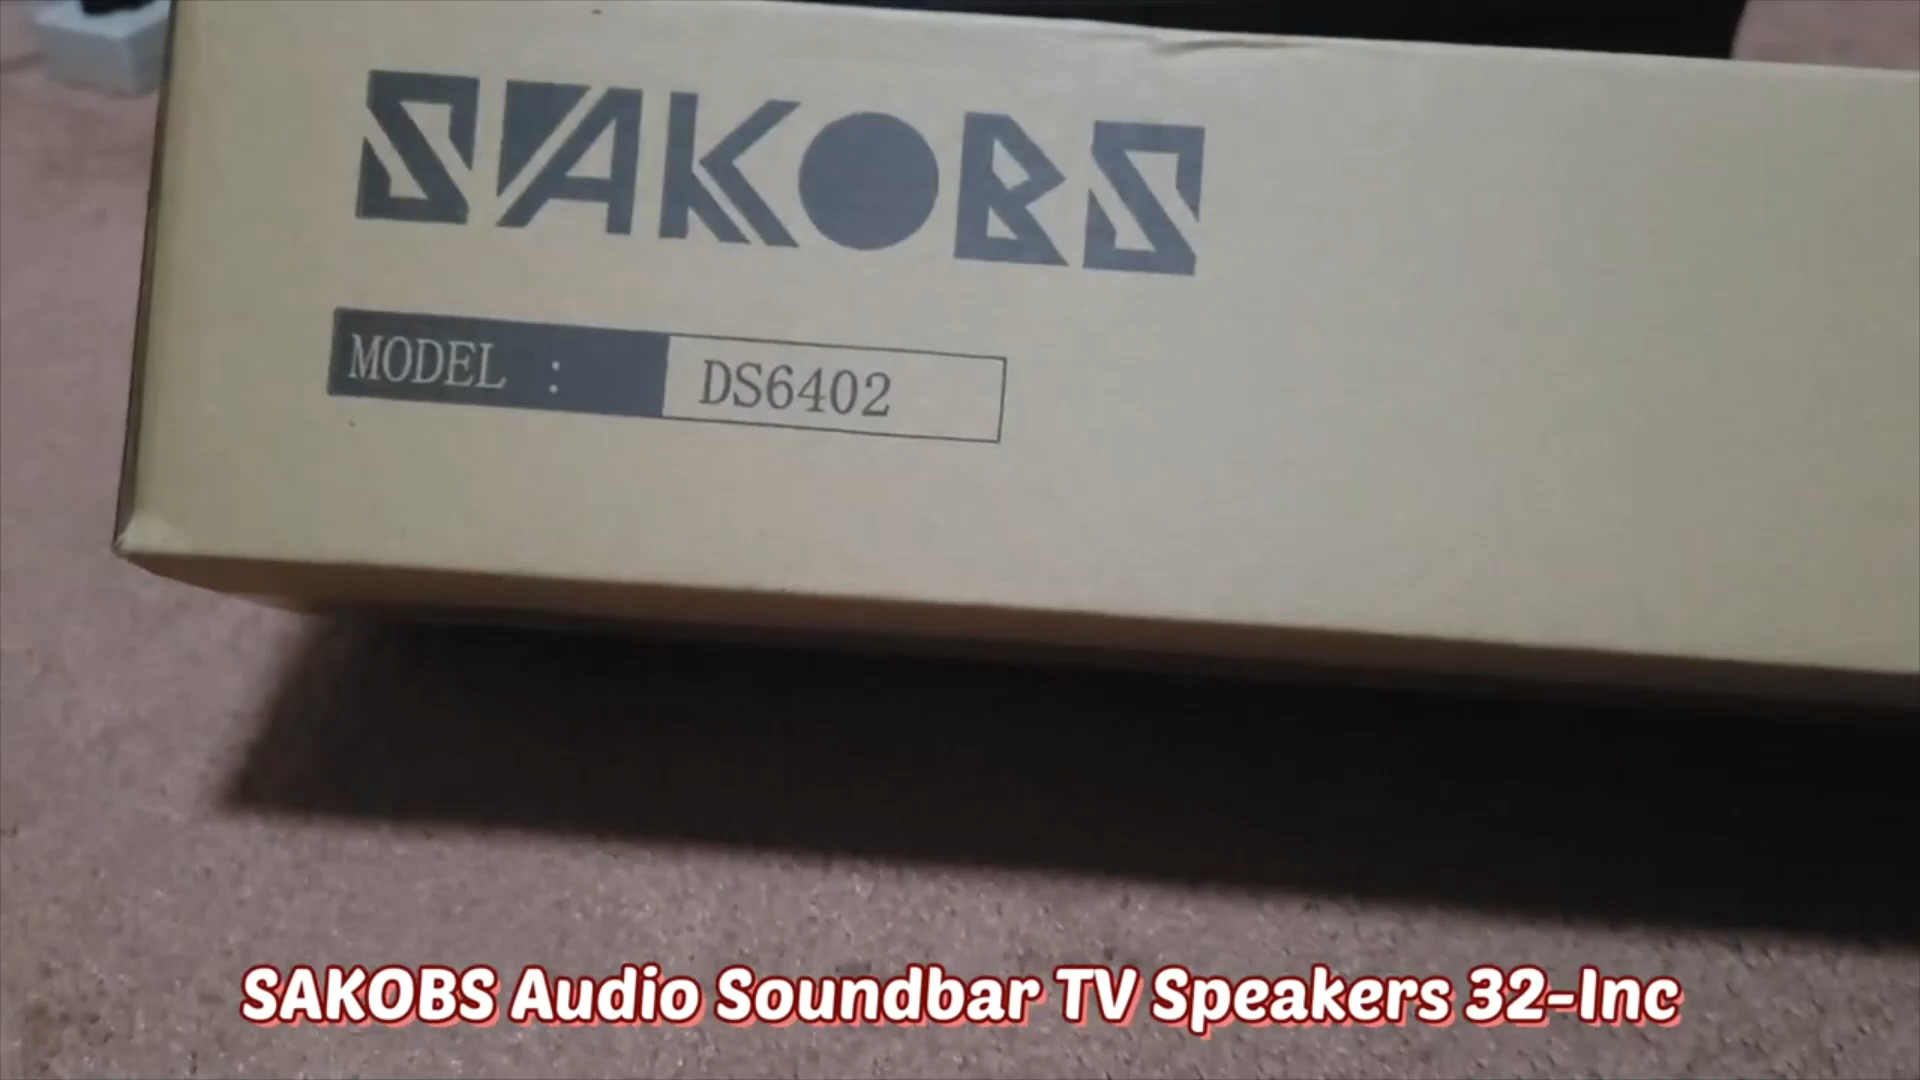 SAKOBS
MODEL : DS6402
SAKOBS Audio Soundbar TV Speakers 32-Inc